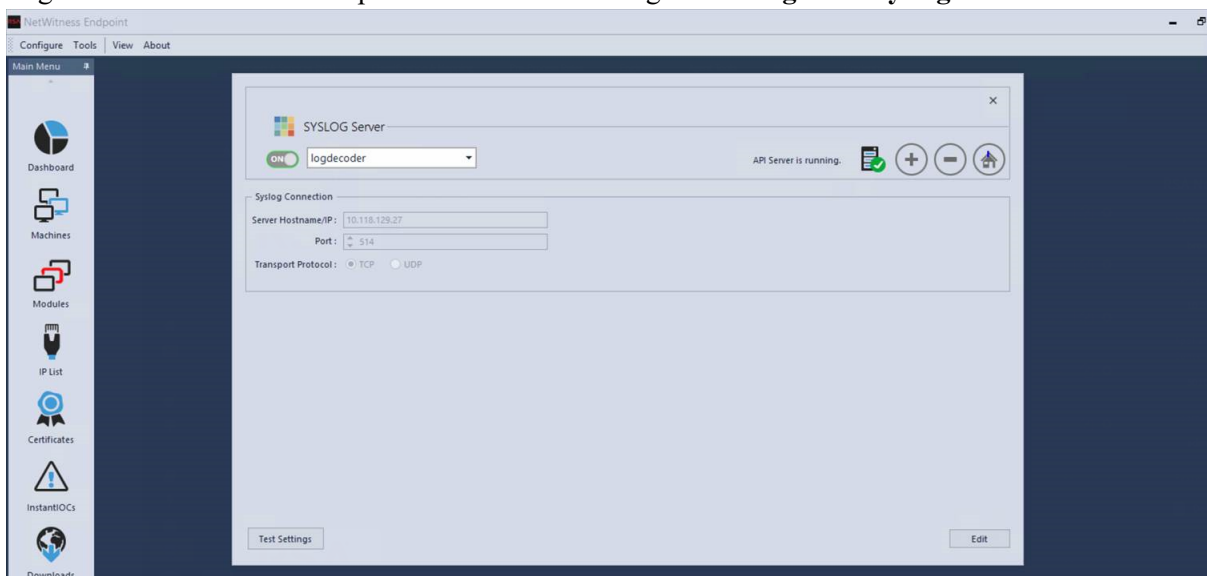 NetWitness Endpoint
Configure Tools View About
Main Menu
Dashboard
Machines
Modules
IP List
Certificates
InstantIOCs
Downloads
SYSLOG Server
ON logdecoder
API Server is running.
Syslog Connection
Server Hostname/IP : 10.118.129.27
Port : 514
Transport Protocol : TCP UDP
Test Settings
Edit